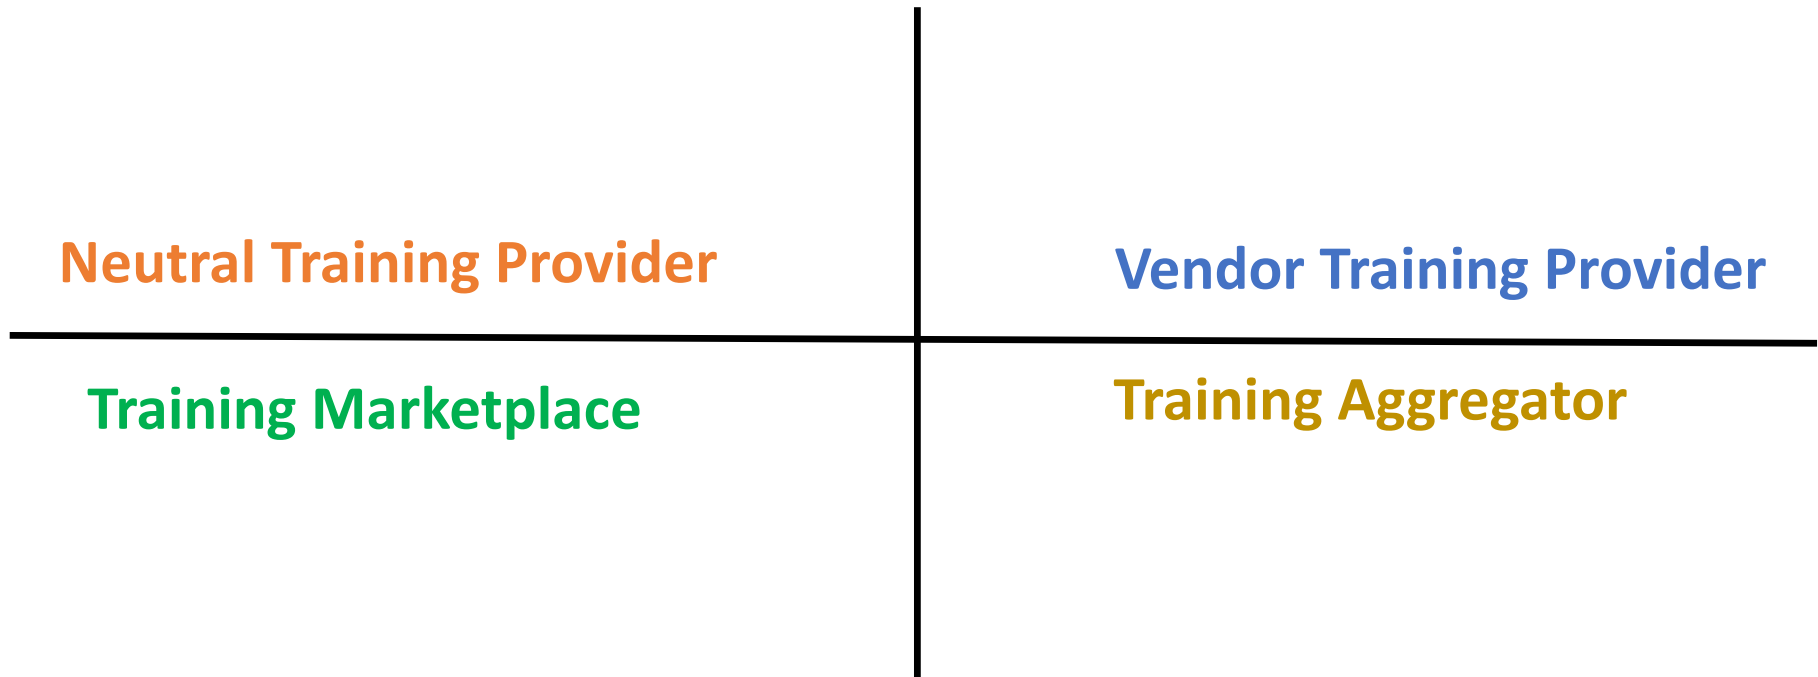 Neutral Training Provider
Vendor Training Provider
Training Marketplace
Training Aggregator